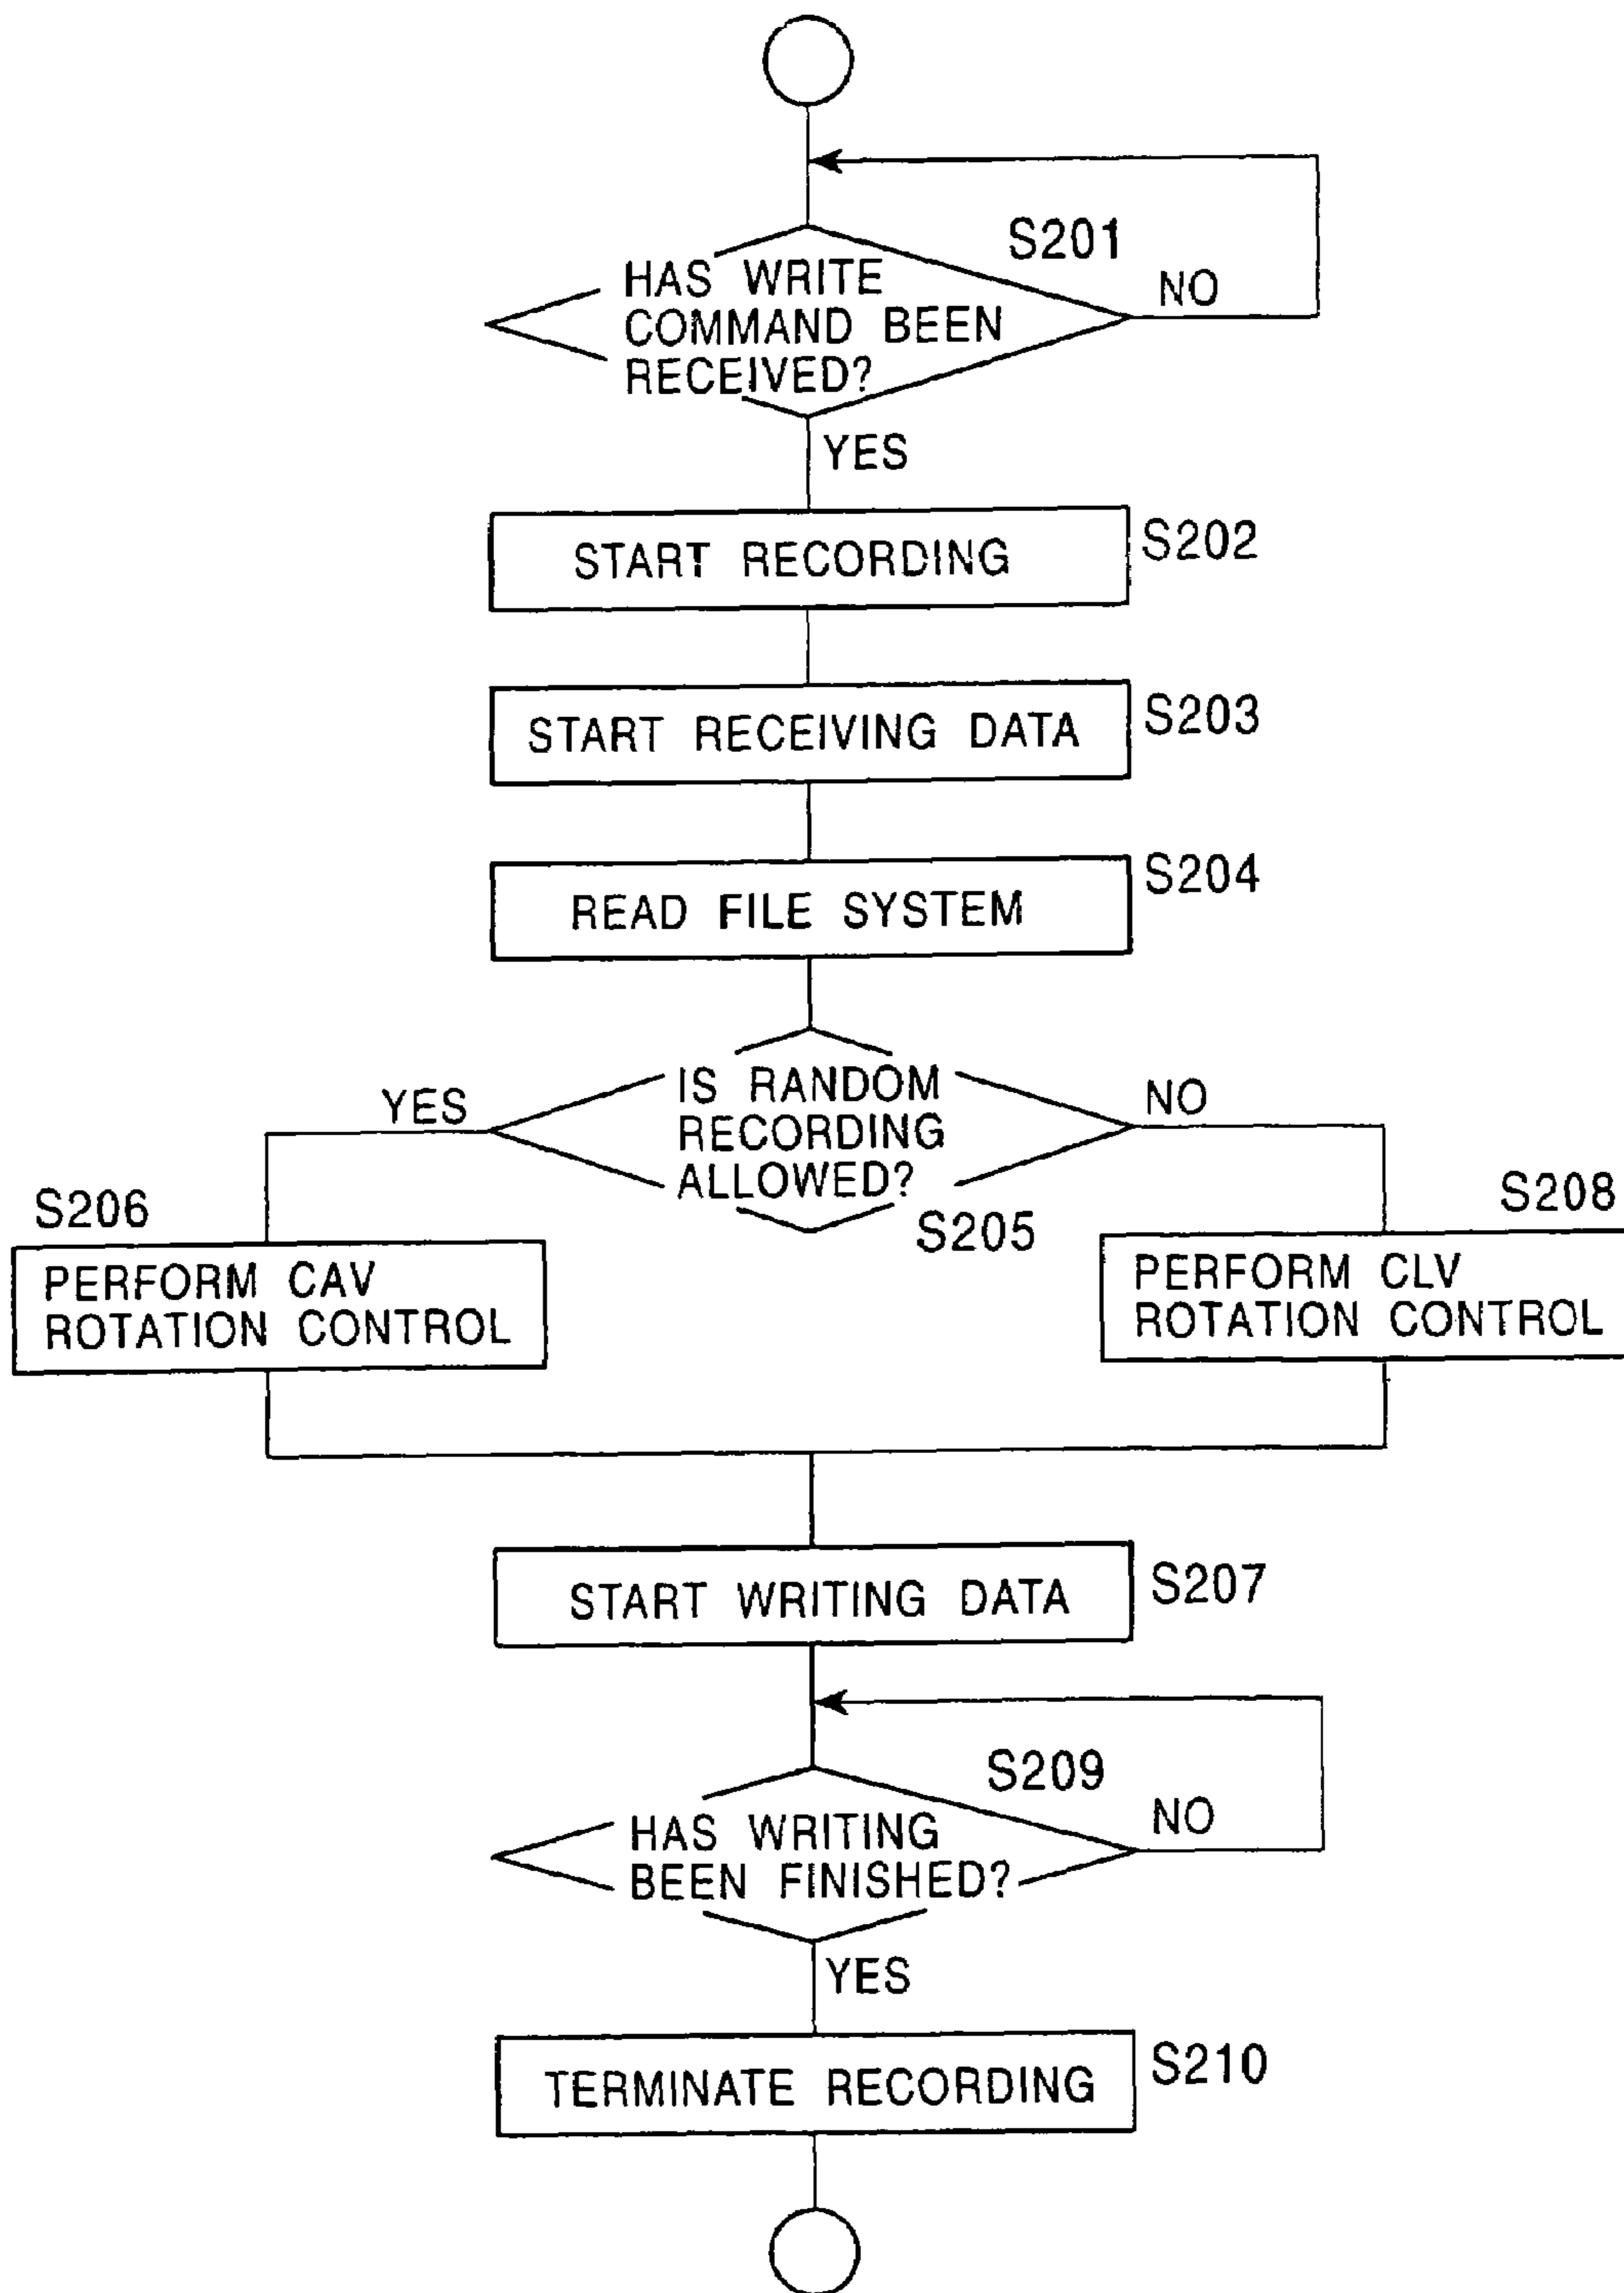 S201
HAS WRITE
COMMAND BEEN
RECEIVED?
NO
YES
START RECORDING
S202
START RECEIVING DATA
S203
READ FILE SYSTEM
S204
YES
IS RANDOM
RECORDING
ALLOWED?
NO
S205
S206
PERFORM CAV
ROTATION CONTROL
S208
PERFORM CLV
ROTATION CONTROL
START WRITING DATA
S207
S209
HAS WRITING
BEEN FINISHED?
NO
YES
TERMINATE RECORDING
S210